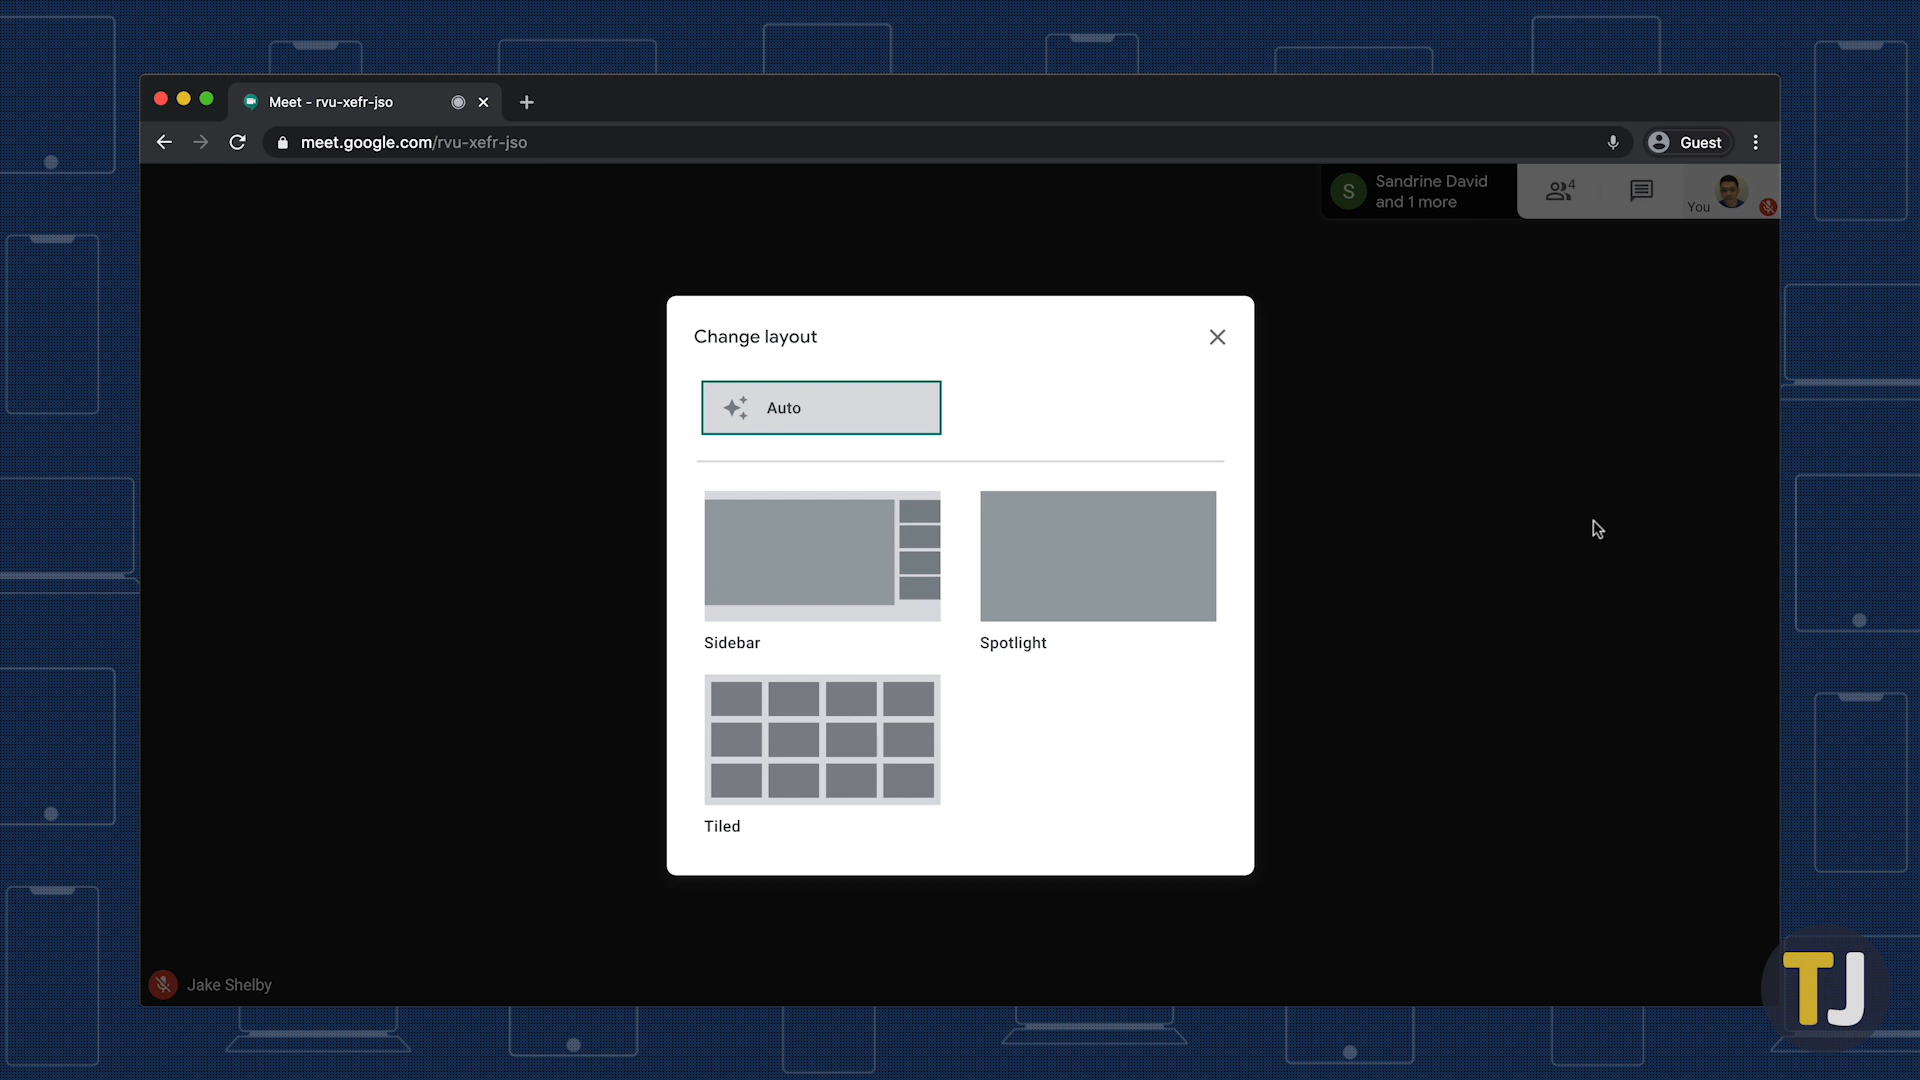 Meet - rvu-xefr-jso
meet.google.com/rvu-xefr-jso
Guest
S
Sandrine David
and 1 more
4
You
Change layout
Auto
Sidebar
Spotlight
Tiled
Jake Shelby
TJ